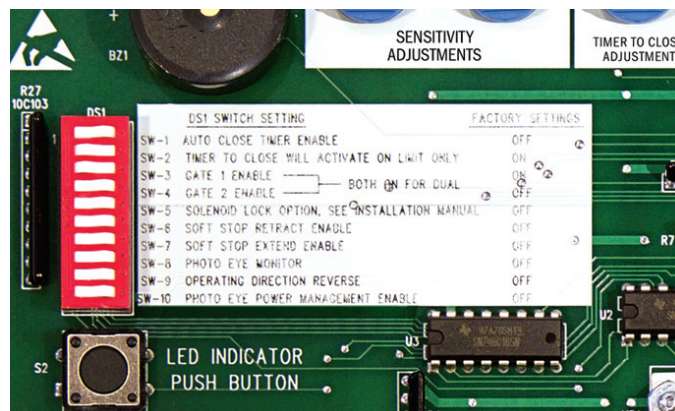 +
BZ1
SENSITIVITY
ADJUSTMENTS
TIMER TO CLOS
ADJUSTMENT
R27
10C103
DS1
1
DS1 SWITCH SETTING FACTORY SETTINGS
SW-1 AUTO CLOSE TIMER ENABLE OFF
SW-2 TIMER TO CLOSE WILL ACTIVATE ON LIMIT ONLY ON
SW-3 GATE 1 ENABLE ON
BOTH ON FOR DUAL
SW-4 GATE 2 ENABLE OFF
SW-5 SOLENOID LOCK OPTION, SEE INSTALLATION MANUAL OFF
SW-6 SOFT STOP RETRACT ENABLE OFF
SW-7 SOFT STOP EXTEND ENABLE OFF
SW-8 PHOTO EYE MONITOR OFF
SW-9 OPERATING DIRECTION REVERSE OFF
SW-10 PHOTO EYE POWER MANAGEMENT ENABLE OFF
R7
U2
U3
SN74HC165N
S2
LED INDICATOR
PUSH BUTTON